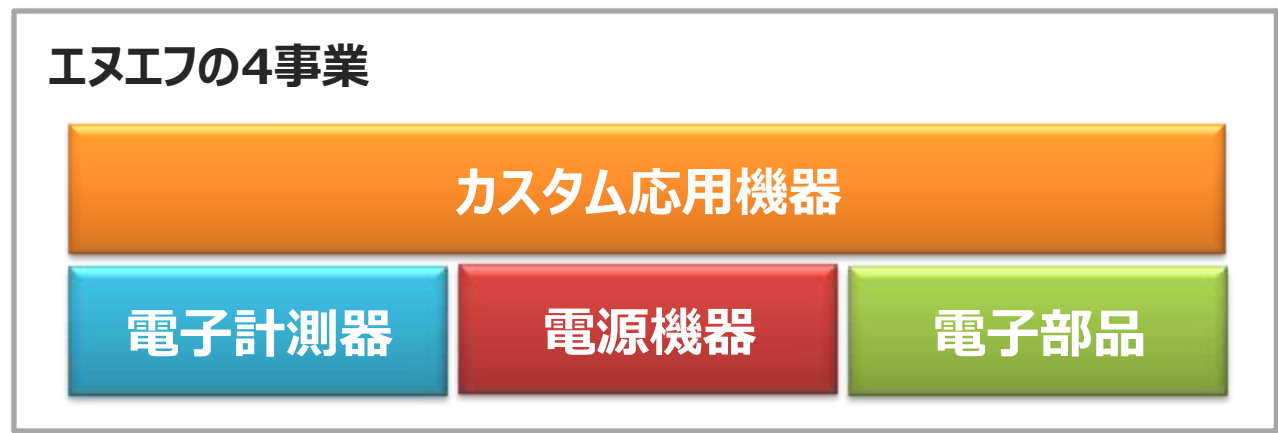 エヌエフの4事業
カスタム応用機器
電子計測器
電源機器
電子部品